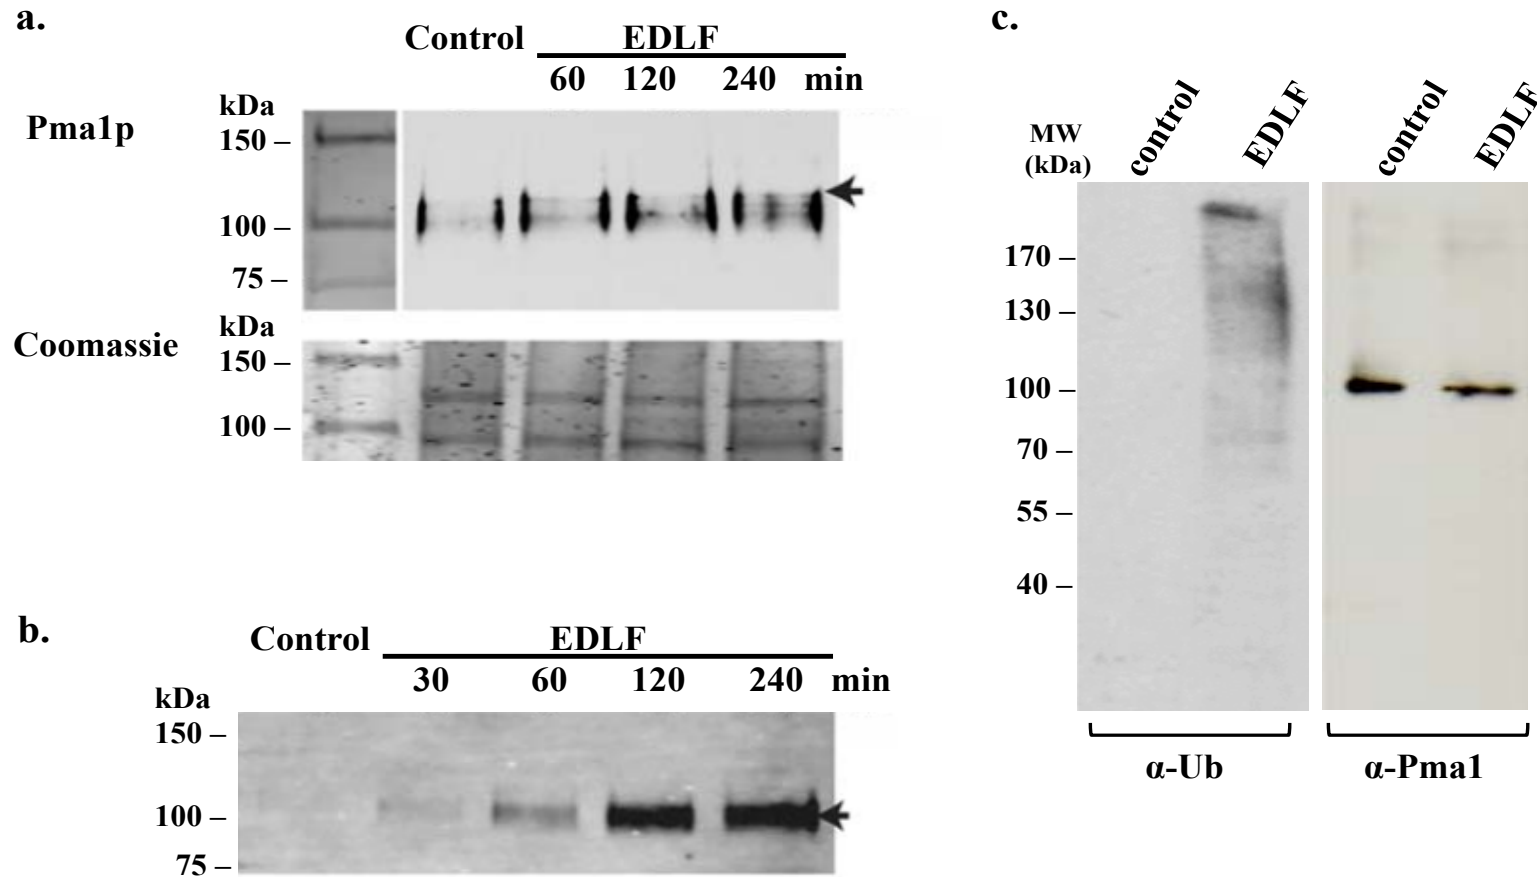 a.
Control EDLF
60 120 240 min
kDa
Pma1p
150 –
100 –
75 –
kDa
Coomassie
150 –
100 –
b.
Control EDLF
30 60 120 240 min
kDa
150 –
100 –
75 –
c.
control EDLF control EDLF
MW
(kDa)
170 –
130 –
100 –
70 –
55 –
40 –
α-Ub α-Pma1